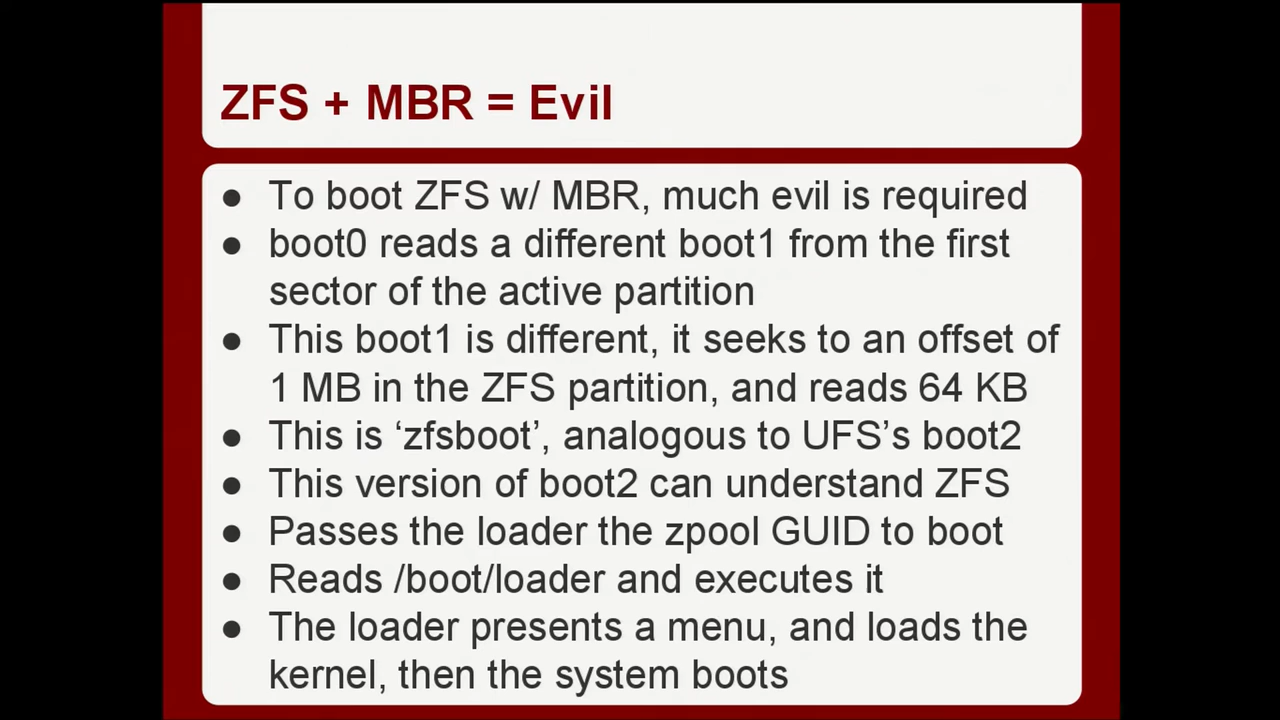 ZFS + MBR = Evil
● To boot ZFS w/ MBR, much evil is required
● boot0 reads a different boot1 from the first
sector of the active partition
● This boot1 is different, it seeks to an offset of
1 MB in the ZFS partition, and reads 64 KB
● This is ‘zfsboot’, analogous to UFS’s boot2
● This version of boot2 can understand ZFS
● Passes the loader the zpool GUID to boot
● Reads /boot/loader and executes it
● The loader presents a menu, and loads the
kernel, then the system boots